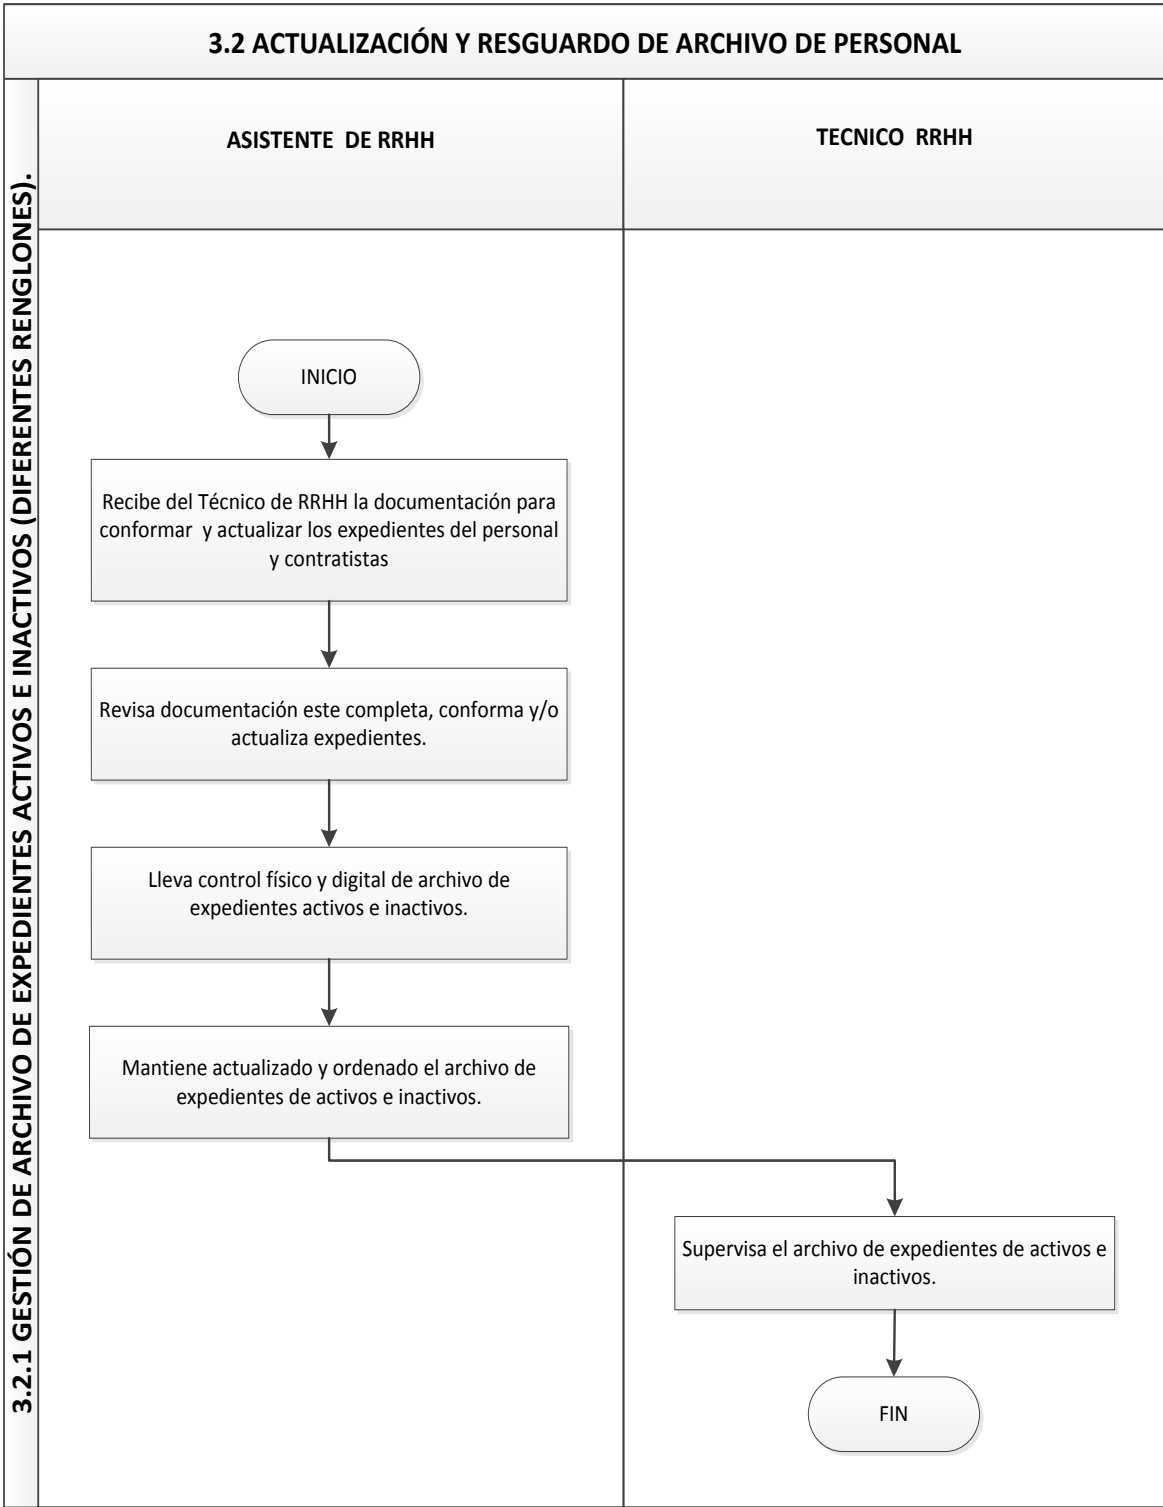 3.2 ACTUALIZACIÓN Y RESGUARDO DE ARCHIVO DE PERSONAL
3.2.1 GESTIÓN DE ARCHIVO DE EXPEDIENTES ACTIVOS E INACTIVOS (DIFERENTES RENGLONES).
ASISTENTE DE RRHH
TECNICO RRHH
INICIO
Recibe del Técnico de RRHH la documentación para
conformar y actualizar los expedientes del personal
y contratistas
Revisa documentación este completa, conforma y/o
actualiza expedientes.
Lleva control físico y digital de archivo de
expedientes activos e inactivos.
Mantiene actualizado y ordenado el archivo de
expedientes de activos e inactivos.
Supervisa el archivo de expedientes de activos e
inactivos.
FIN